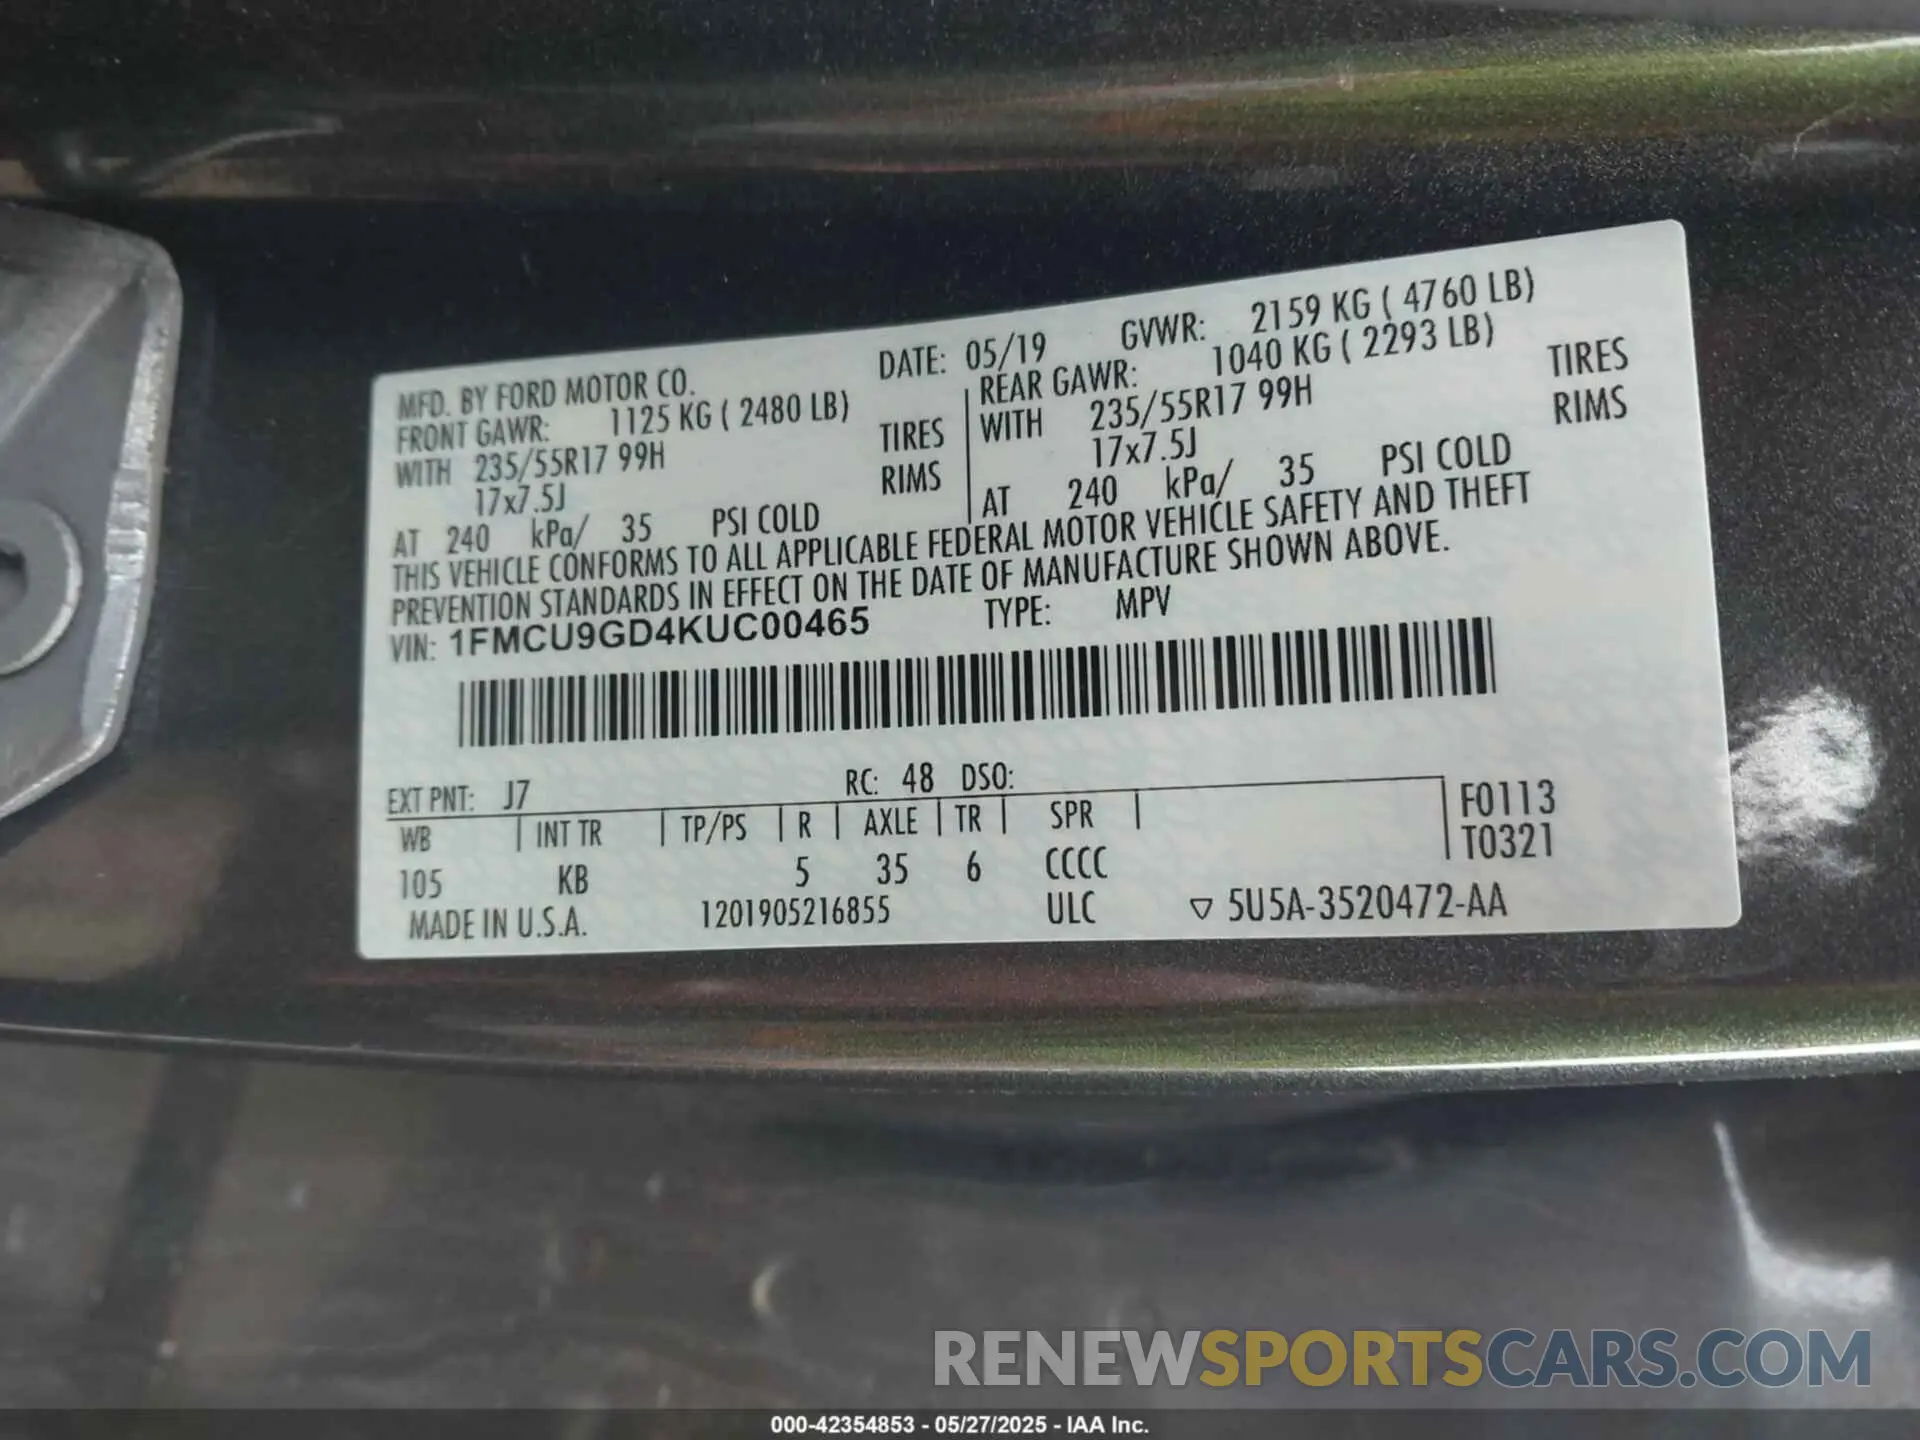 MFD. BY FORD MOTOR CO. DATE: 05/19 GVWR: 2159 KG ( 4760 LB)
FRONT GAWR: 1125 KG ( 2480 LB) REAR GAWR: 1040 KG ( 2293 LB)
WITH 235/55R17 99H TIRES WITH 235/55R17 99H TIRES
17x7.5J RIMS 17x7.5J RIMS
AT 240 kPa/ 35 PSI COLD AT 240 kPa/ 35 PSI COLD
THIS VEHICLE CONFORMS TO ALL APPLICABLE FEDERAL MOTOR VEHICLE SAFETY AND THEFT
PREVENTION STANDARDS IN EFFECT ON THE DATE OF MANUFACTURE SHOWN ABOVE.
VIN: 1FMCU9GD4KUC00465 TYPE: MPV
EXT PNT: J7 RC: 48 DSO:
WB INT TR TP/PS R AXLE TR SPR F0113
T0321
105 KB 5 35 6 CCCC
MADE IN U.S.A. 1201905216855 ULC ▽ 5U5A-3520472-AA
RENEWSPORTSCARS.COM
000-42354853 - 05/27/2025 - IAA Inc.